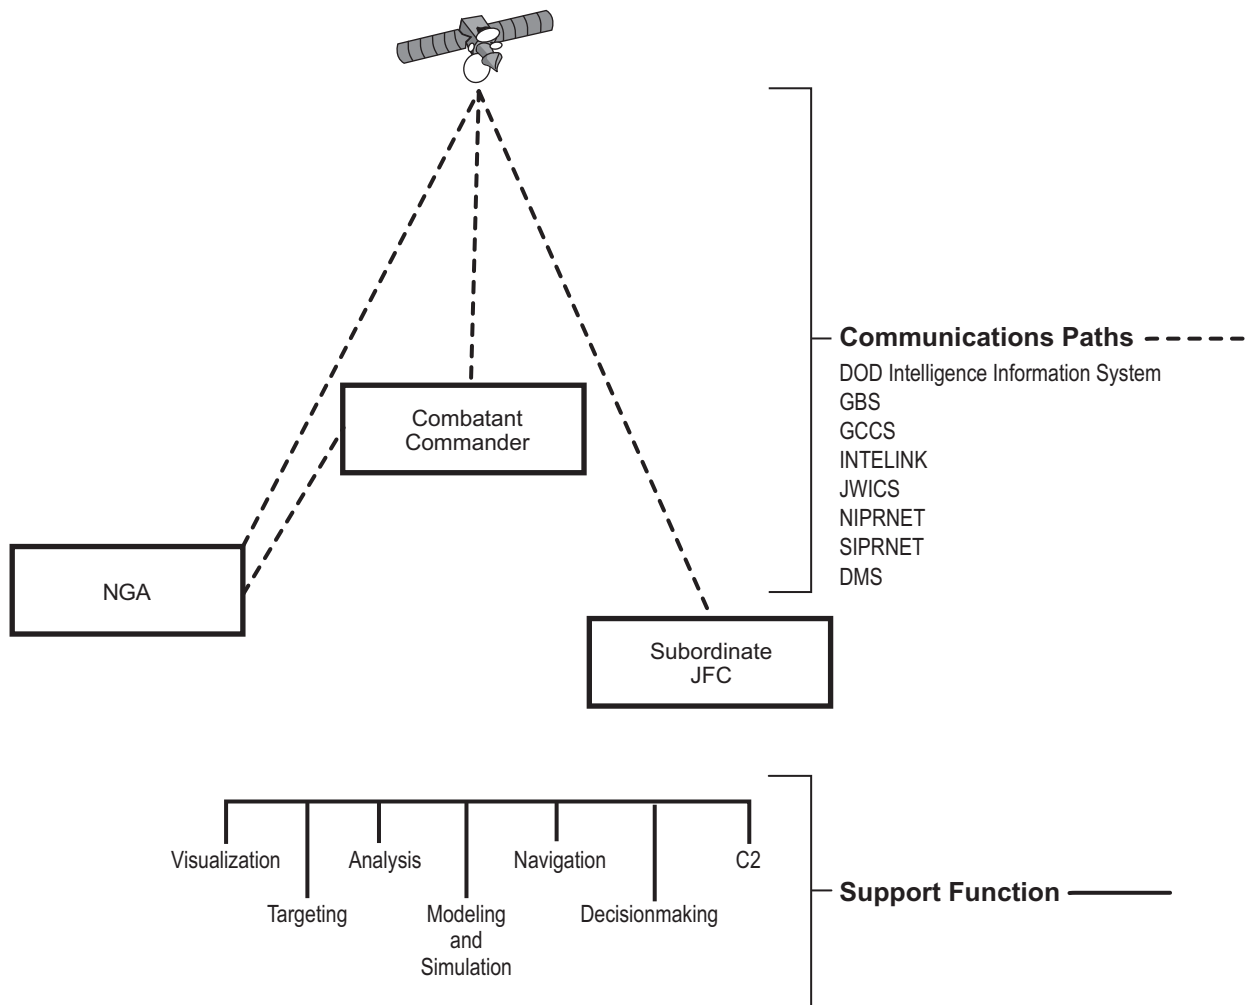 Combatant
Commander
NGA
Subordinate
JFC
Communications Paths
DOD Intelligence Information System
GBS
GCCS
INTELINK
JWICS
NIPRNET
SIPRNET
DMS
Visualization
Analysis
Navigation
C2
Targeting
Modeling
and
Simulation
Decisionmaking
Support Function